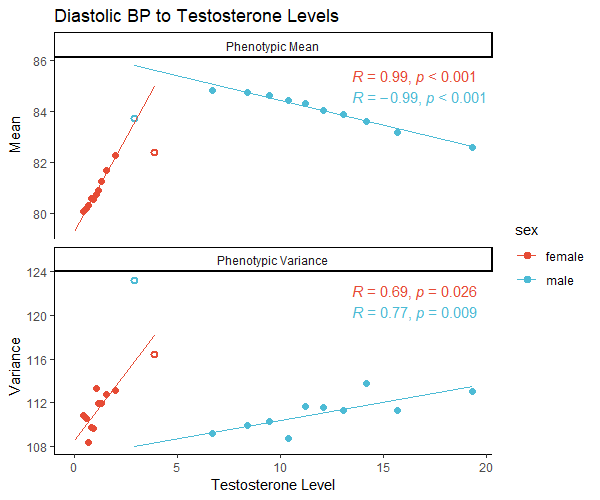 Diastolic BP to Testosterone Levels
Phenotypic Mean
86
84
82
80
Mean
R = 0.99, p < 0.001
R = −0.99, p < 0.001
Phenotypic Variance
124
120
116
112
108
Variance
R = 0.69, p = 0.026
R = 0.77, p = 0.009
0 5 10 15 20
Testosterone Level
sex
female
male